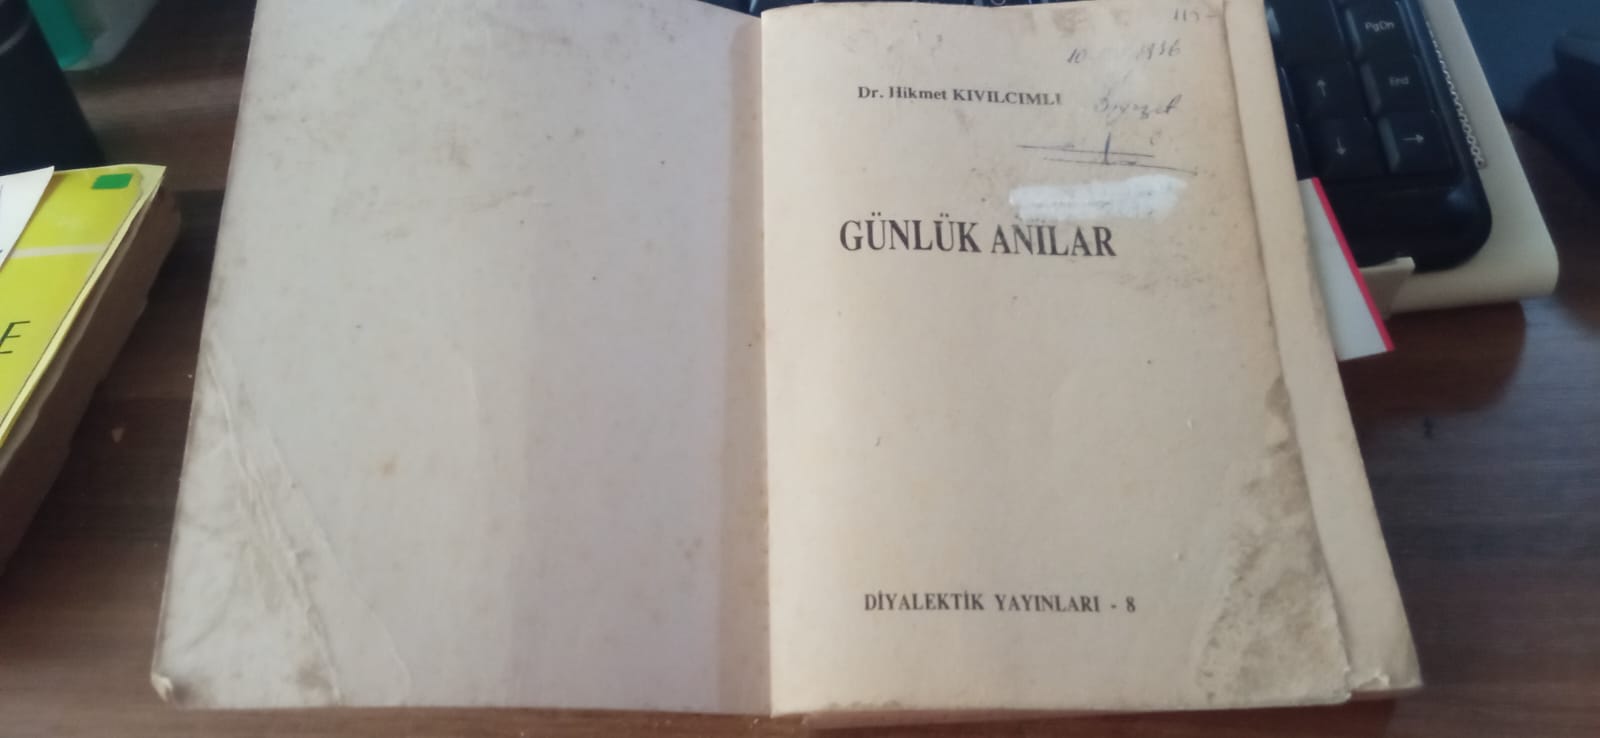 Dr. Hikmet KIVILCIMLI
GÜNLÜK ANILAR
DİYALEKTİK YAYINLARI - 8
PgDn
End
E